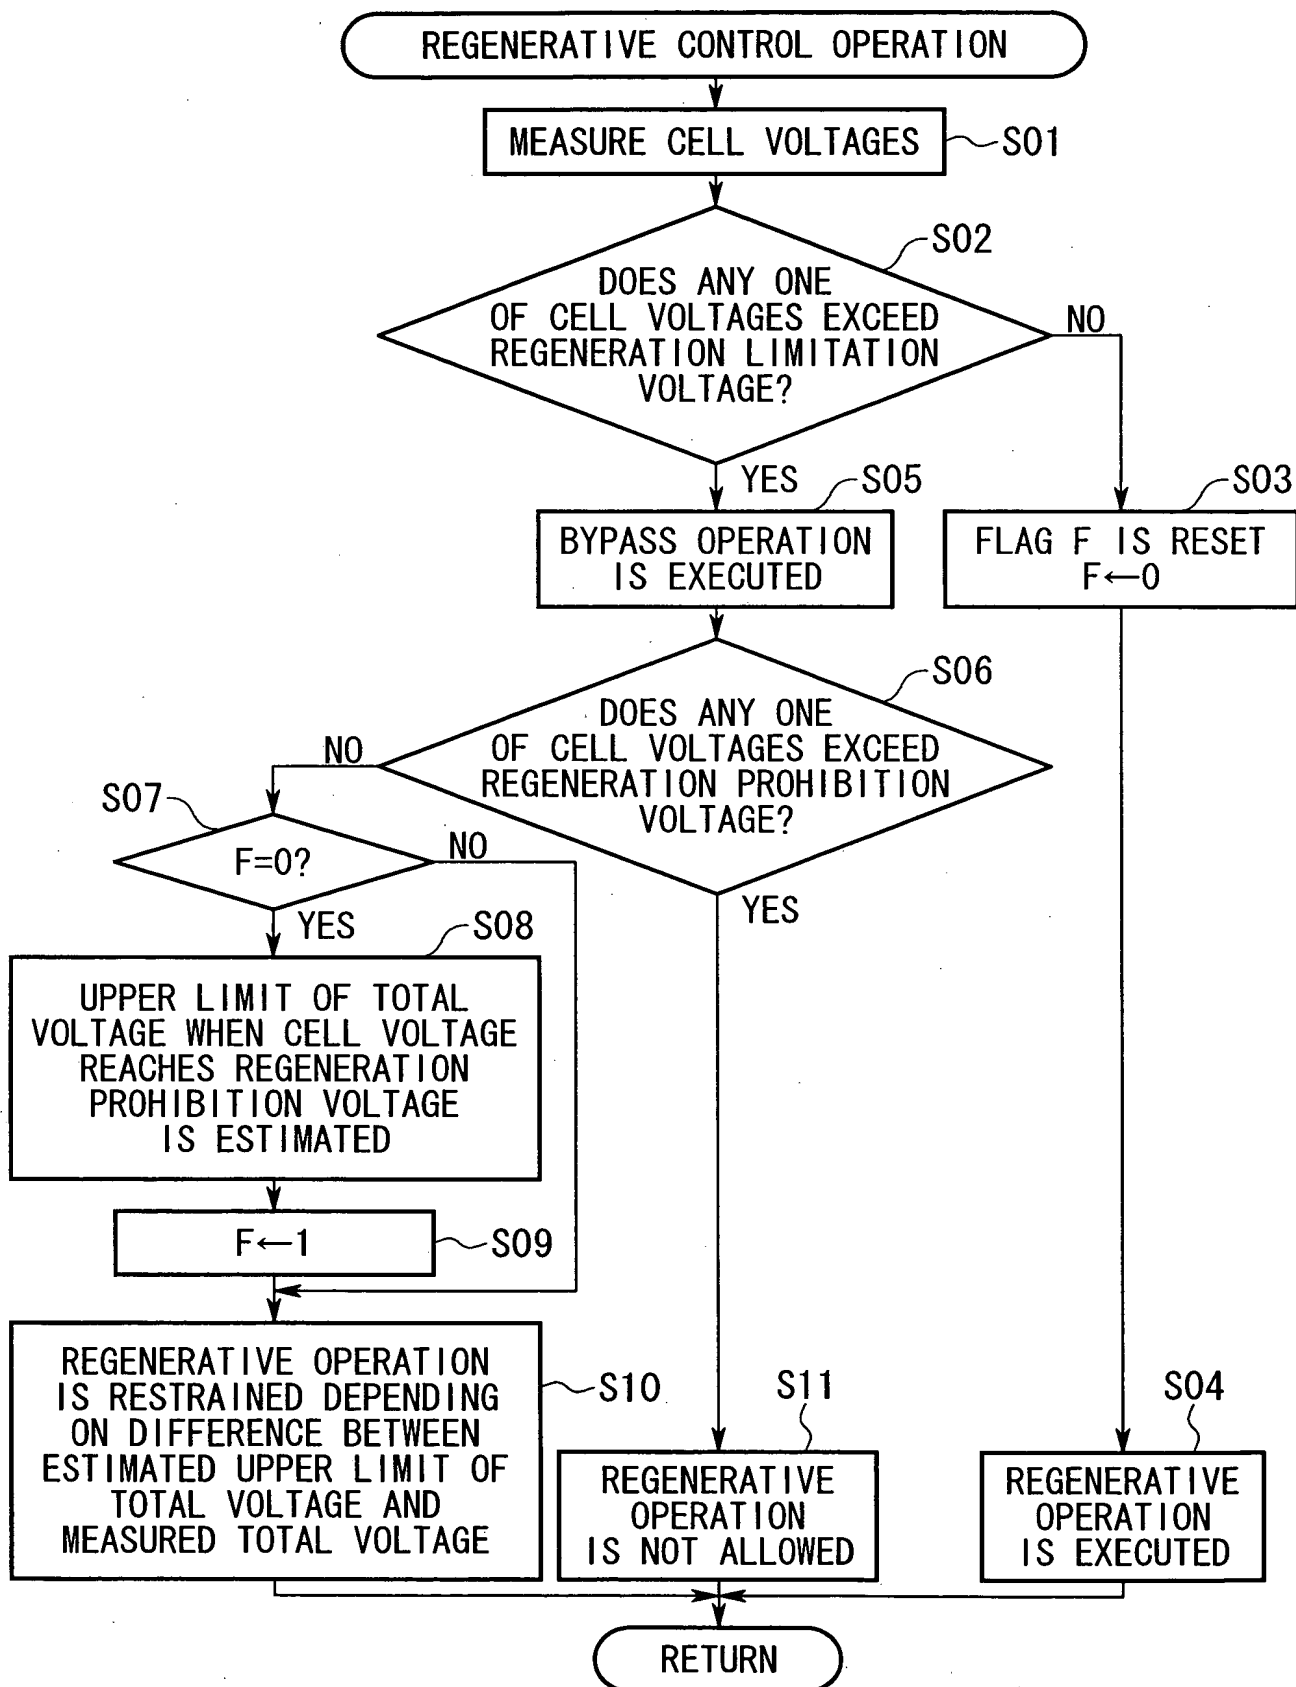 REGENERATIVE CONTROL OPERATION
MEASURE CELL VOLTAGES
S01
S02
DOES ANY ONE
OF CELL VOLTAGES EXCEED
REGENERATION LIMITATION
VOLTAGE?
NO
YES
S05
S03
BYPASS OPERATION
IS EXECUTED
FLAG F IS RESET
F←0
S06
DOES ANY ONE
OF CELL VOLTAGES EXCEED
REGENERATION PROHIBITION
VOLTAGE?
NO
YES
S07
F=0?
NO
YES
S08
UPPER LIMIT OF TOTAL
VOLTAGE WHEN CELL VOLTAGE
REACHES REGENERATION
PROHIBITION VOLTAGE
IS ESTIMATED
F←1
S09
REGENERATIVE OPERATION
IS RESTRAINED DEPENDING
ON DIFFERENCE BETWEEN
ESTIMATED UPPER LIMIT OF
TOTAL VOLTAGE AND
MEASURED TOTAL VOLTAGE
S10
S11
REGENERATIVE
OPERATION
IS NOT ALLOWED
S04
REGENERATIVE
OPERATION
IS EXECUTED
RETURN